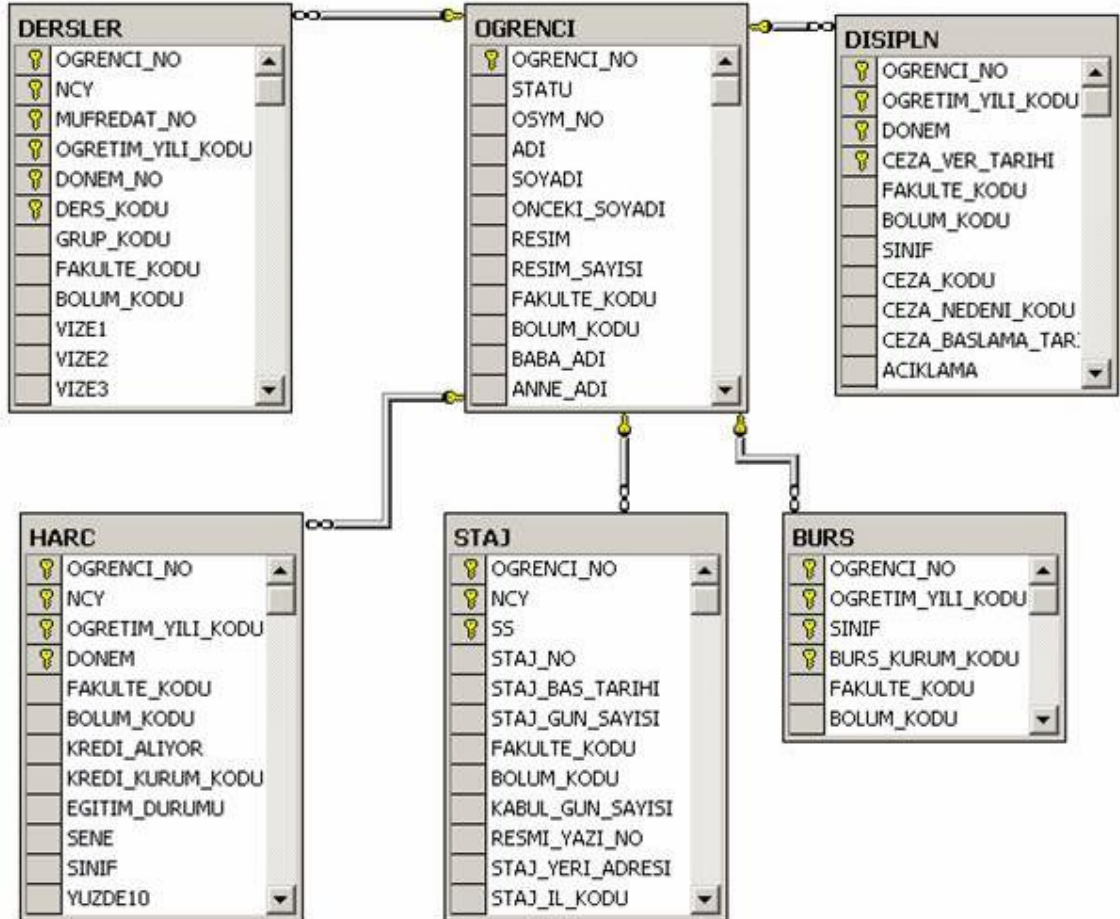 DERSLER
OGRENCI_NO
NCY
MUFREDAT_NO
OGRETIM_YILI_KODU
DONEM_NO
DERS_KODU
GRUP_KODU
FAKULTE_KODU
BOLUM_KODU
VIZE1
VIZE2
VIZE3
OGRENCI
OGRENCI_NO
STATU
OSYM_NO
ADI
SOYADI
ONCEKI_SOYADI
RESIM
RESIM_SAYISI
FAKULTE_KODU
BOLUM_KODU
BABA_ADI
ANNE_ADI
DISIPLN
OGRENCI_NO
OGRETIM_YILI_KODU
DONEM
CEZA_VER_TARIHI
FAKULTE_KODU
BOLUM_KODU
SINIF
CEZA_KODU
CEZA_NEDENI_KODU
CEZA_BASLAMA_TAR
ACIKLAMA
HARC
OGRENCI_NO
NCY
OGRETIM_YILI_KODU
DONEM
FAKULTE_KODU
BOLUM_KODU
KREDI_ALIYOR
KREDI_KURUM_KODU
EGITIM_DURUMU
SENE
SINIF
YUZDE10
STAJ
OGRENCI_NO
NCY
SS
STAJ_NO
STAJ_BAS_TARIHI
STAJ_GUN_SAYISI
FAKULTE_KODU
BOLUM_KODU
KABUL_GUN_SAYISI
RESMI_YAZI_NO
STAJ_YERI_ADRESI
STAJ_IL_KODU
BURS
OGRENCI_NO
OGRETIM_YILI_KODU
SINIF
BURS_KURUM_KODU
FAKULTE_KODU
BOLUM_KODU